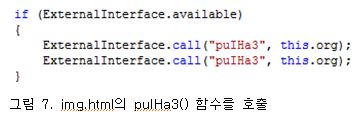 if (ExternalInterface.available)
{
ExternalInterface.call("puIHa3", this.org);
ExternalInterface.call("puIHa3", this.org);
}
그림 7. img.html의 puIHa3() 함수를 호출